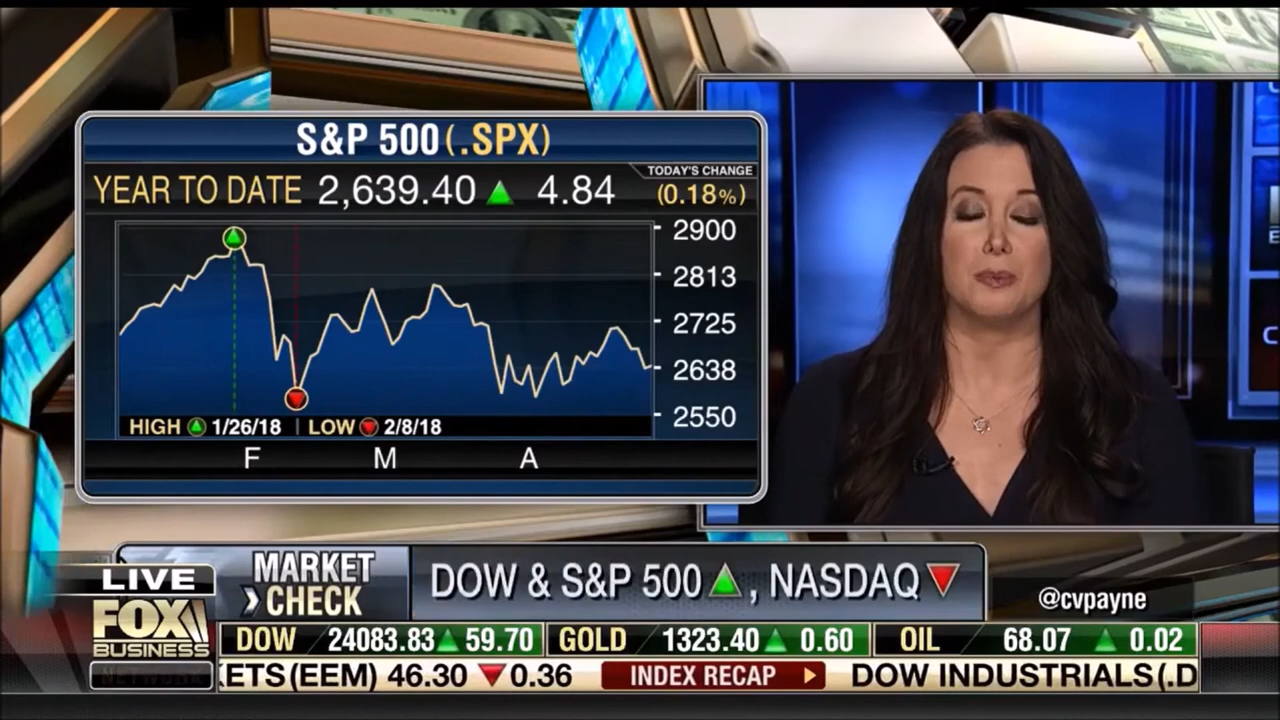 S&P 500 (.SPX)
TODAY'S CHANGE
YEAR TO DATE 2,639.40 ▲ 4.84 (0.18%)
2900
2813
2725
2638
2550
HIGH ▲ 1/26/18 | LOW ▼ 2/8/18
F M A
LIVE
FOX
BUSINESS
NETWORK
MARKET
CHECK
DOW & S&P 500 ▲, NASDAQ ▼
@cvpayne
DOW 24083.83 ▲ 59.70 GOLD 1323.40 ▲ 0.60 OIL 68.07 ▲ 0.02
KETS (EEM) 46.30 ▼ 0.36 INDEX RECAP DOW INDUSTRIALS (.D